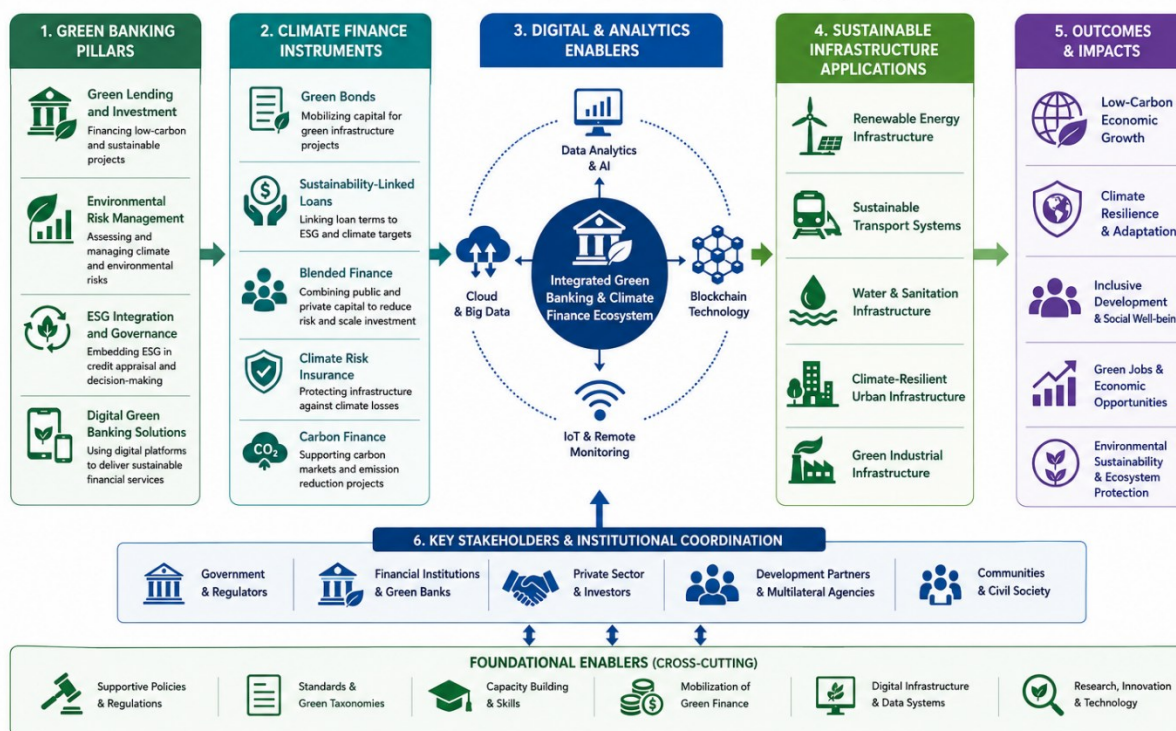 1. GREEN BANKING
PILLARS
Green Lending
and Investment
Financing low-carbon
and sustainable
projects
Environmental
Risk Management
Assessing and
managing climate
and environmental
risks
ESG Integration
and Governance
Embedding ESG in
credit appraisal and
decision-making
Digital Green
Banking Solutions
Using digital platforms
to deliver sustainable
financial services
2. CLIMATE FINANCE
INSTRUMENTS
Green Bonds
Mobilizing capital for
green infrastructure
projects
Sustainability-Linked
Loans
Linking loan terms to
ESG and climate targets
Blended Finance
Combining public and
private capital to reduce
risk and scale investment
Climate Risk
Insurance
Protecting infrastructure
against climate losses
CO₂
Carbon Finance
Supporting carbon
markets and emission
reduction projects
3. DIGITAL & ANALYTICS
ENABLERS
Data Analytics
& AI
Cloud
& Big Data
Integrated Green
Banking & Climate
Finance Ecosystem
Blockchain
Technology
IoT & Remote
Monitoring
4. SUSTAINABLE
INFRASTRUCTURE
APPLICATIONS
Renewable Energy
Infrastructure
Sustainable
Transport Systems
Water & Sanitation
Infrastructure
Climate-Resilient
Urban Infrastructure
Green Industrial
Infrastructure
5. OUTCOMES
& IMPACTS
Low-Carbon
Economic
Growth
Climate
Resilience
& Adaptation
Inclusive
Development
& Social Well-bein
Green Jobs &
Economic
Opportunities
Environmental
Sustainability
& Ecosystem
Protection
6. KEY STAKEHOLDERS & INSTITUTIONAL COORDINATION
Government
& Regulators
Financial Institutions
& Green Banks
Private Sector
& Investors
Development Partners
& Multilateral Agencies
Communities
& Civil Society
FOUNDATIONAL ENABLERS (CROSS-CUTTING)
Supportive Policies
& Regulations
Standards &
Green Taxonomies
Capacity Building
& Skills
Mobilization of
Green Finance
Digital Infrastructure
& Data Systems
Research, Innovation
& Technology